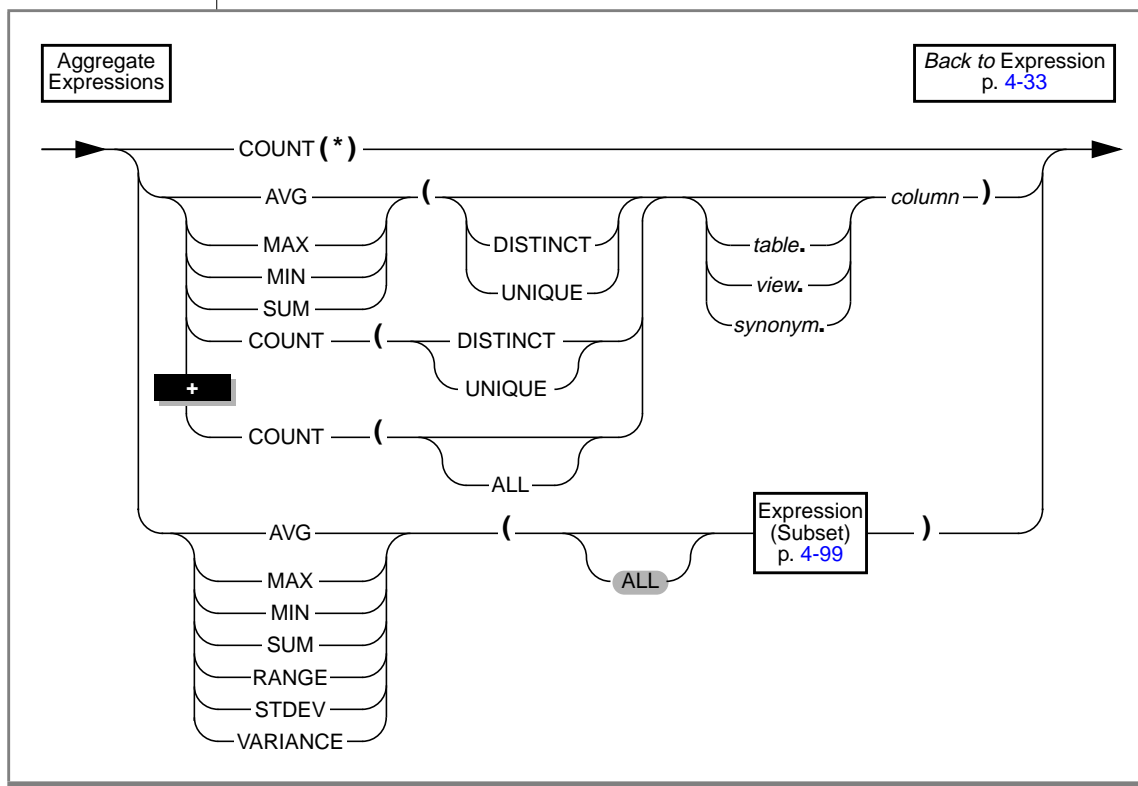 Aggregate
Expressions
Back to Expression
p. 4-33
COUNT (*)
AVG ( column )
MAX DISTINCT table.
MIN view.
UNIQUE
SUM synonym.
COUNT ( DISTINCT
UNIQUE
+
COUNT (
ALL
AVG ( Expression
(Subset)
p. 4-99 )
MAX ALL
MIN
SUM
RANGE
STDEV
VARIANCE